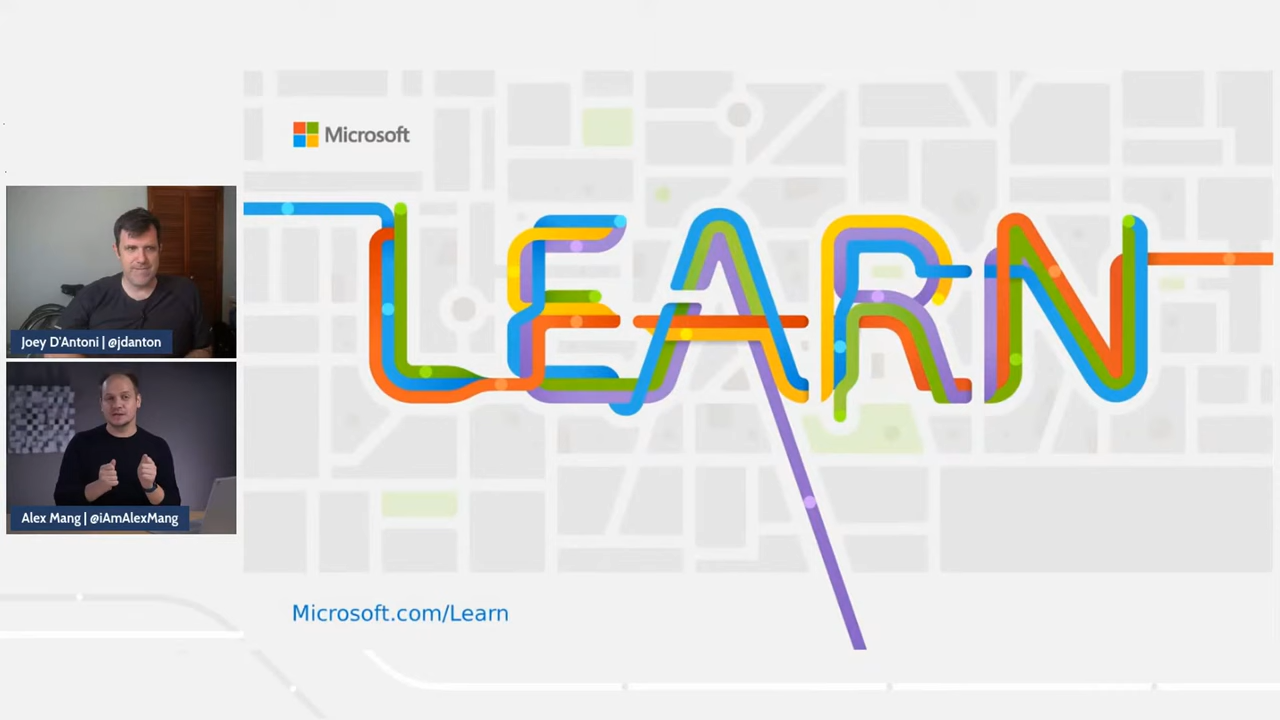 Microsoft
LEARN
Joey D'Antoni | @jdanton
Alex Mang | @iAmAlexMang
Microsoft.com/Learn